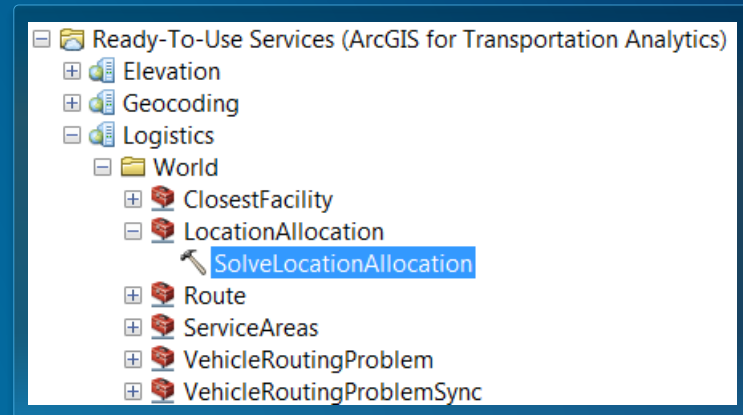 Ready-To-Use Services (ArcGIS for Transportation Analytics)
Elevation
Geocoding
Logistics
World
ClosestFacility
LocationAllocation
SolveLocationAllocation
Route
ServiceAreas
VehicleRoutingProblem
VehicleRoutingProblemSync